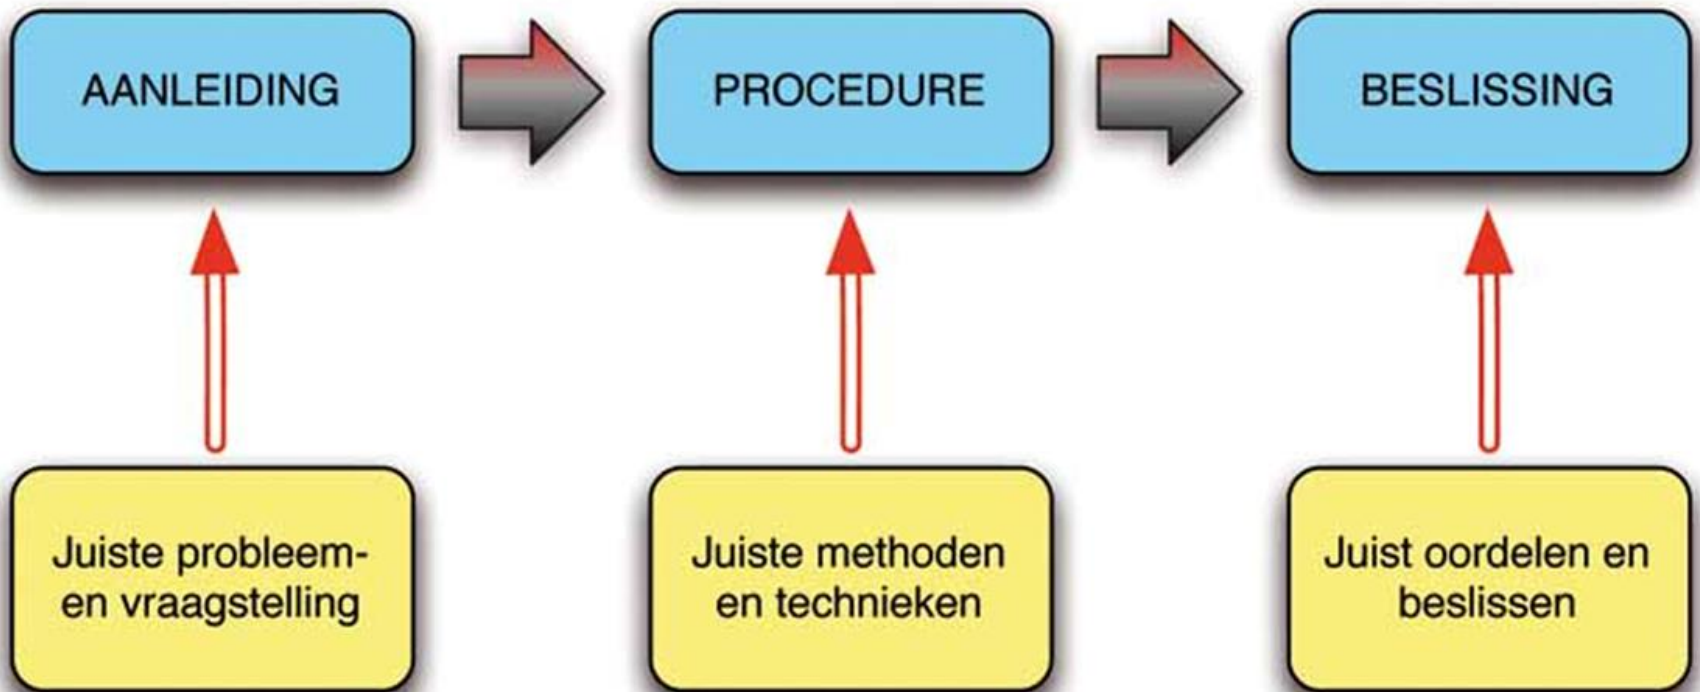 AANLEIDING
PROCEDURE
BESLISSING
Juiste probleem-
en vraagstelling
Juiste methoden
en technieken
Juist oordelen en
beslissen